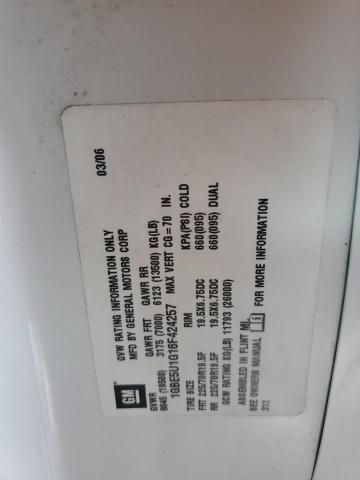 GM
GVW RATING INFORMATION ONLY 03/06
MFD BY GENERAL MOTORS CORP
GVWR GAWR FRT GAWR RR
8845 (19500) 3175 (7000) 6123 (13500) KG(LB)
1GBE5U1G16F424257 MAX VERT CG=70 IN.
TIRE SIZE RIM KPA(PSI) COLD
FRT 225/70R19.5F 19.5X6.75DC 660(095)
RR 225/70R19.5F 19.5X6.75DC 660(095) DUAL
GCW RATING KG(LB) 11793 (26000)
ASSEMBLED IN FLINT MI
SEE OWNERS MANUAL FOR MORE INFORMATION
312